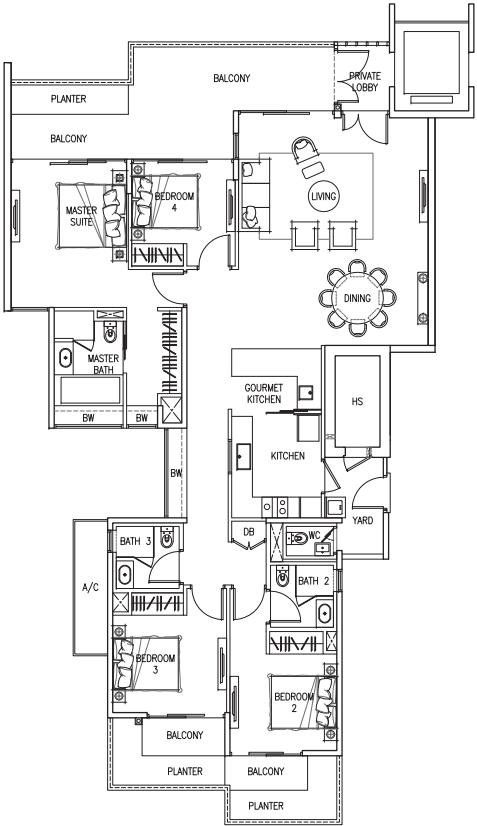 BALCONY
PRIVATE
LOBBY
PLANTER
BALCONY
MASTER
SUITE
BEDROOM
4
LIVING
DINING
MASTER
BATH
GOURMET
KITCHEN
HS
BW
BW
KITCHEN
BW
YARD
DB
WC
BATH 3
A/C
BATH 2
BEDROOM
3
BEDROOM
2
BALCONY
PLANTER
BALCONY
PLANTER